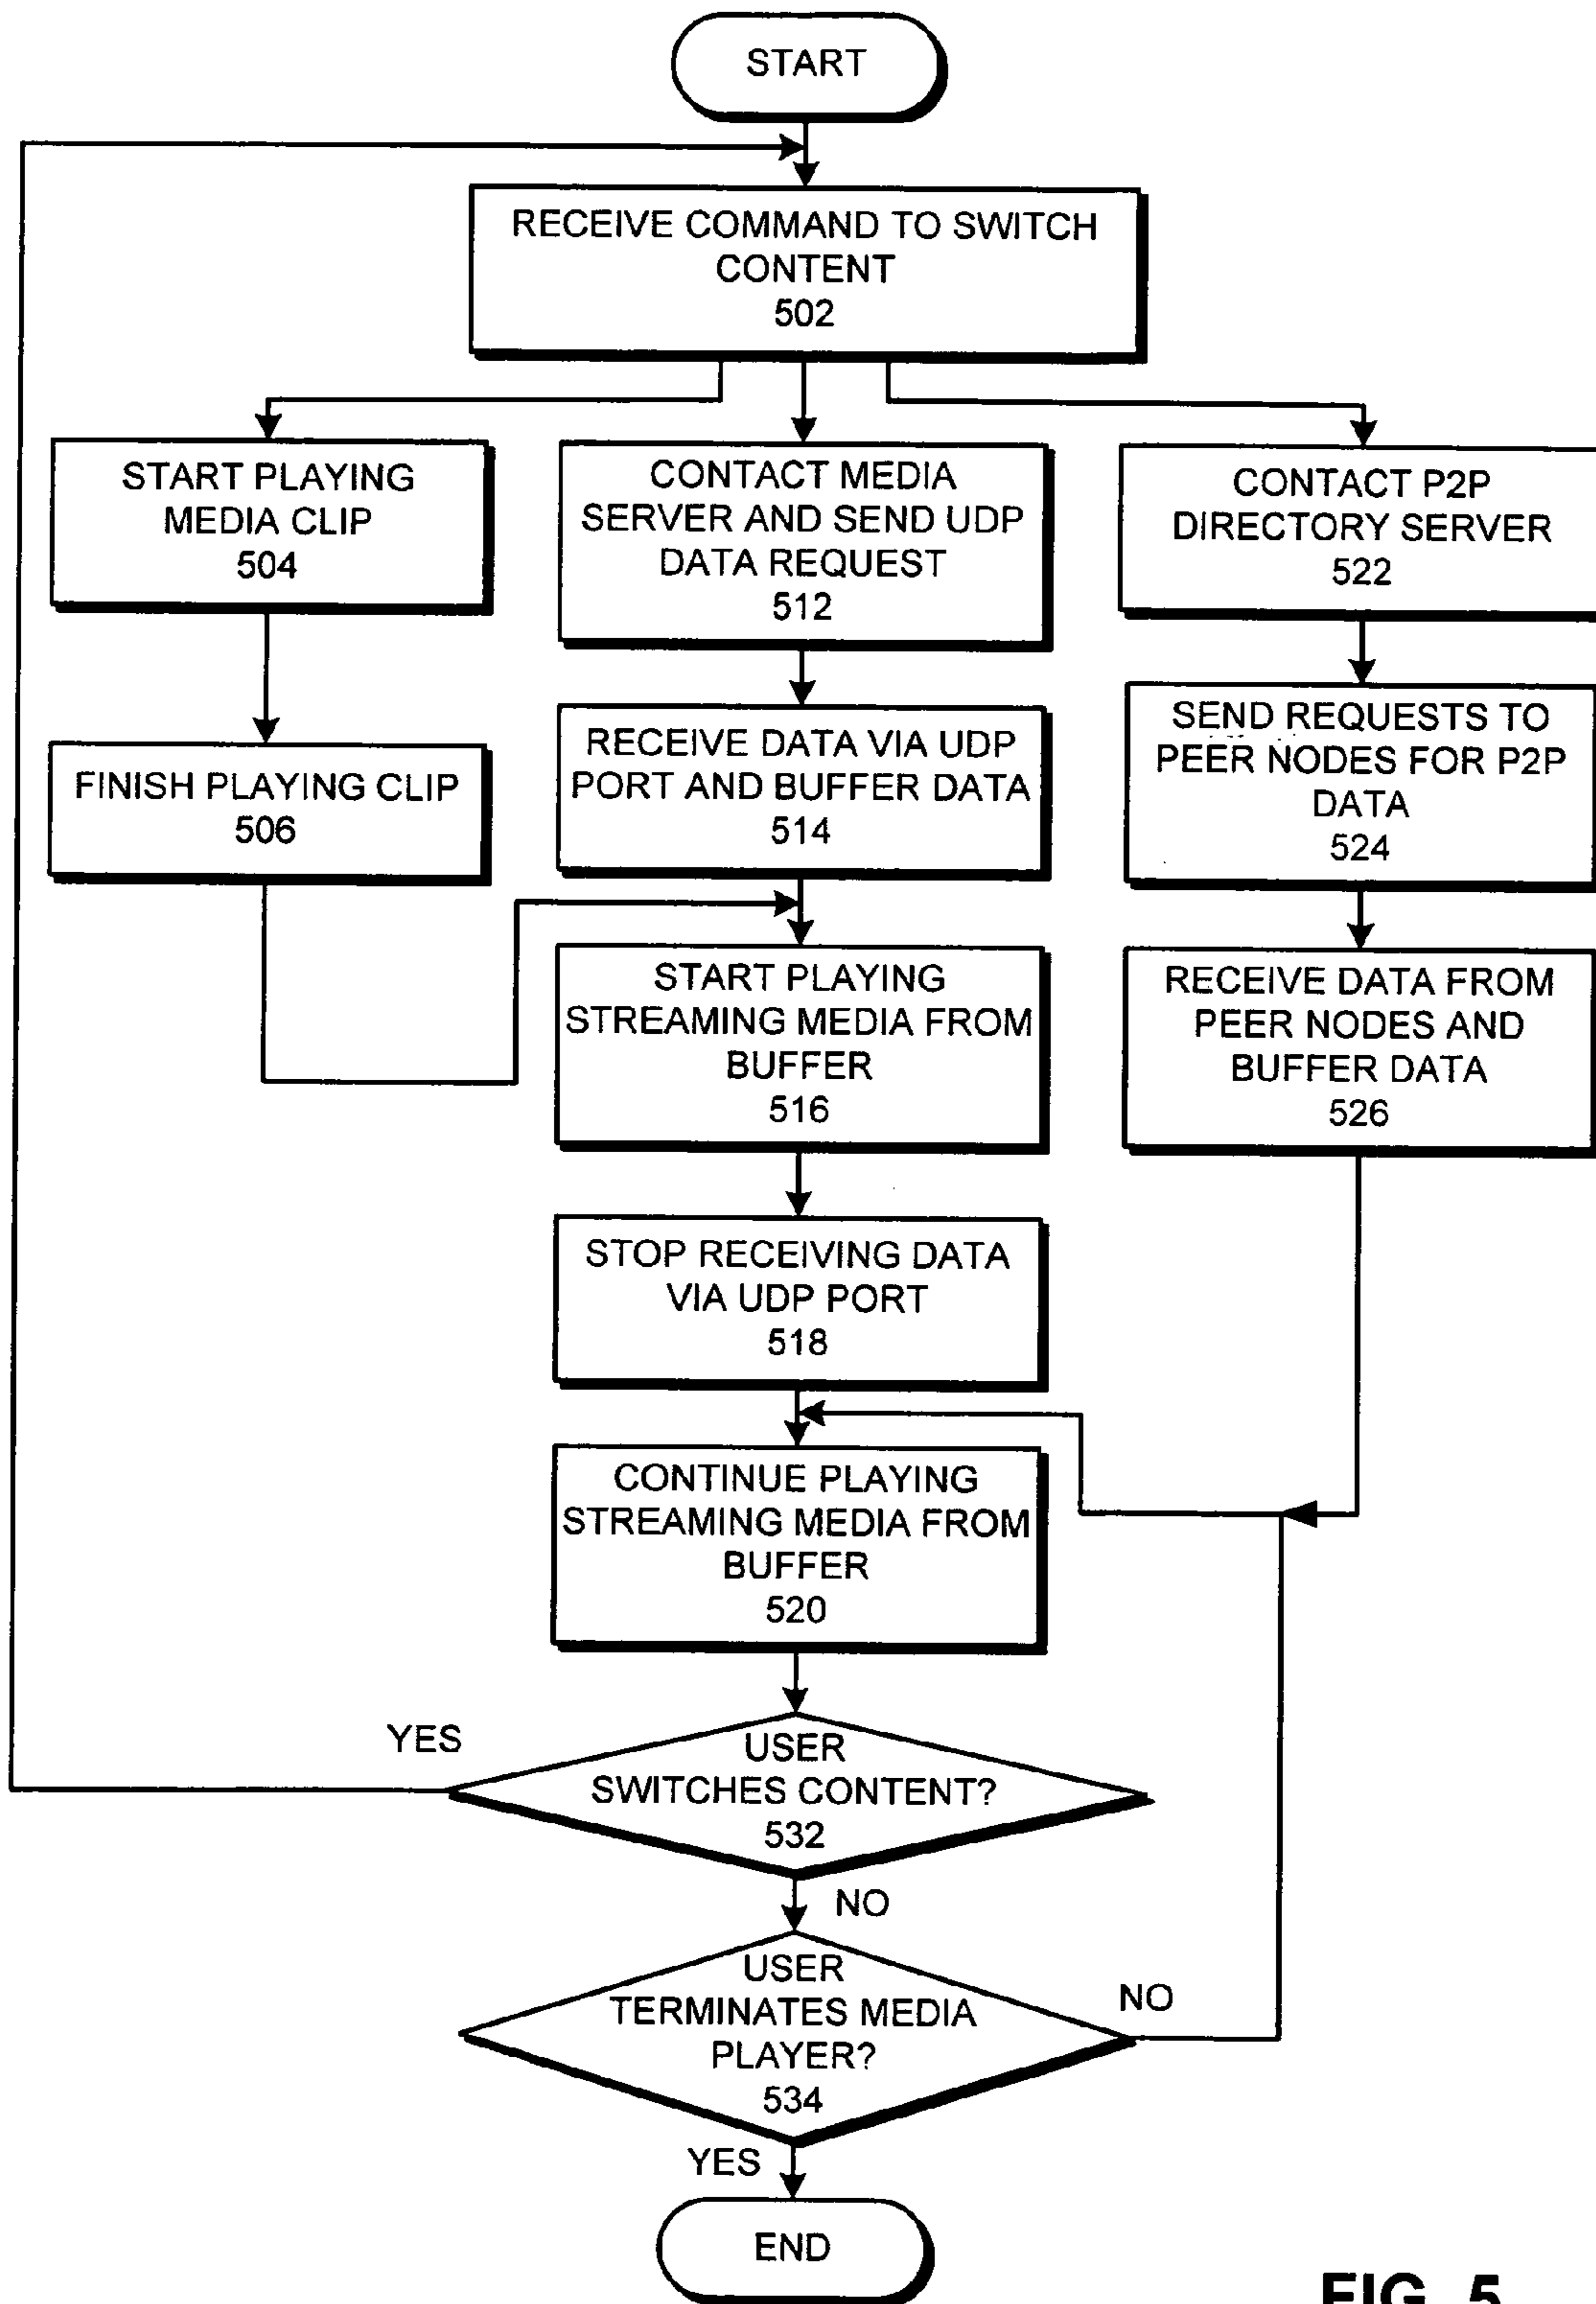 START
RECEIVE COMMAND TO SWITCH
CONTENT
502
START PLAYING
MEDIA CLIP
504
CONTACT MEDIA
SERVER AND SEND UDP
DATA REQUEST
512
CONTACT P2P
DIRECTORY SERVER
522
FINISH PLAYING CLIP
506
RECEIVE DATA VIA UDP
PORT AND BUFFER DATA
514
SEND REQUESTS TO
PEER NODES FOR P2P
DATA
524
START PLAYING
STREAMING MEDIA FROM
BUFFER
516
RECEIVE DATA FROM
PEER NODES AND
BUFFER DATA
526
STOP RECEIVING DATA
VIA UDP PORT
518
CONTINUE PLAYING
STREAMING MEDIA FROM
BUFFER
520
YES
USER
SWITCHES CONTENT?
532
NO
USER
TERMINATES MEDIA
PLAYER?
534
NO
YES
END
FIG. 5